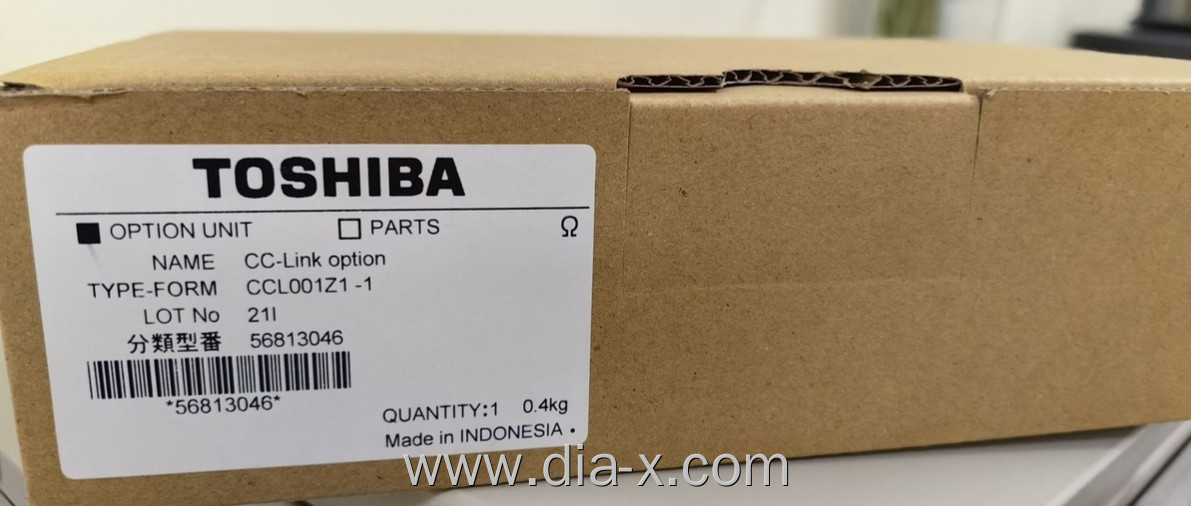 TOSHIBA
OPTION UNIT PARTS Ω
NAME CC-Link option
TYPE-FORM CCL001Z1 -1
LOT No 21I
分類型番 56813046
*56813046*
QUANTITY:1 0.4kg
Made in INDONESIA •
www.dia-x.com